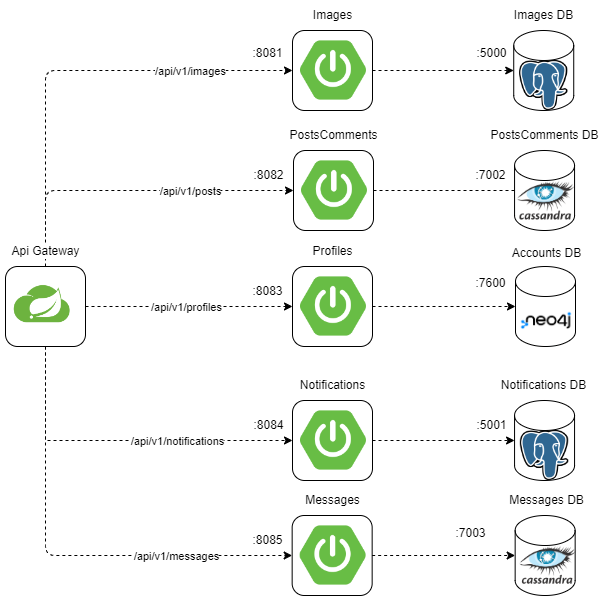 Images
Images DB
:8081
:5000
/api/v1/images
PostsComments
PostsComments DB
:8082
:7002
/api/v1/posts
cassandra
Api Gateway
Profiles
Accounts DB
:8083
:7600
/api/v1/profiles
neo4j
Notifications
Notifications DB
:8084
:5001
/api/v1/notifications
Messages
Messages DB
:8085
:7003
/api/v1/messages
cassandra